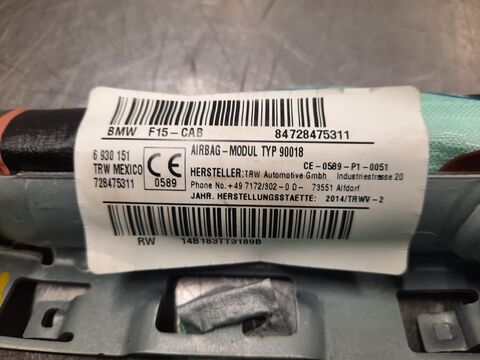 BMW F15-CAB 84728475311
6 930 151
TRW MEXICO
728475311
CE
0589
AIRBAG-MODUL TYP 90018
CE-0589-P1-0051
HERSTELLER: TRW Automotive GmbH Industriestrasse 20
Phone No. +49 7172/302-0 D- 73551 Alfdorf
JAHR. HERSTELLUNGSSTAETTE: 2014/TRWV-2
RW 14B183TT3189B